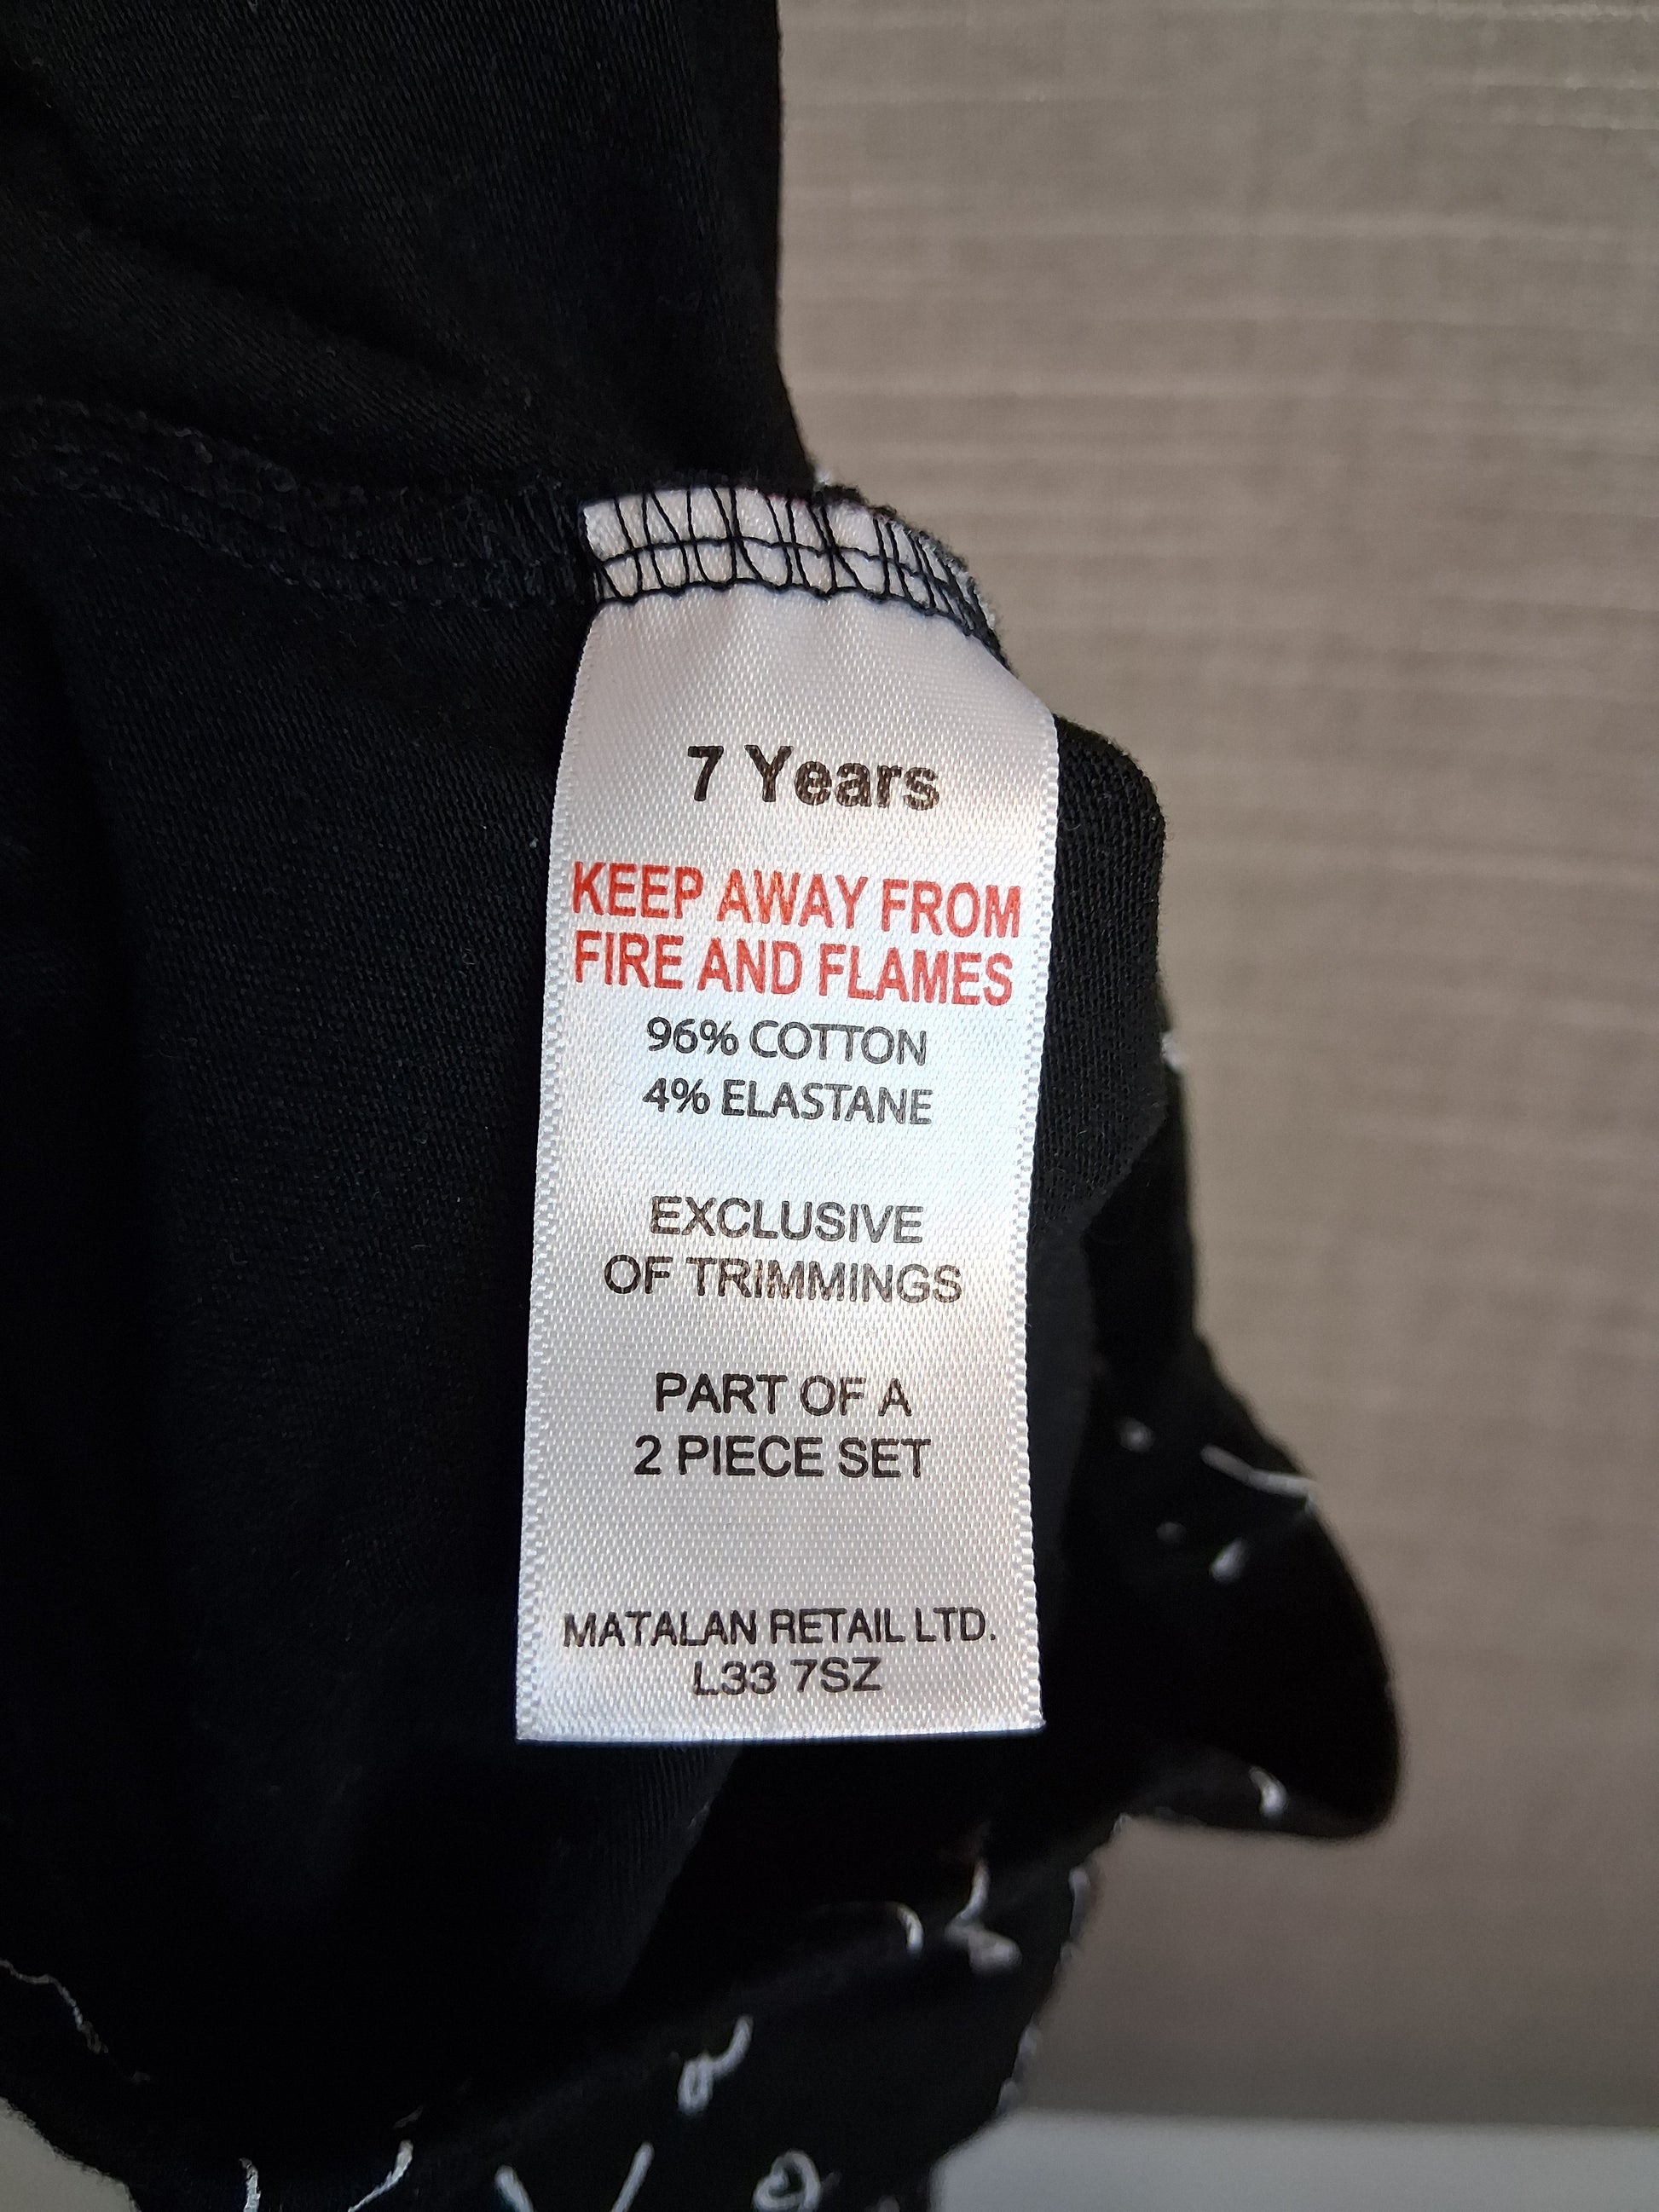 7 Years
KEEP AWAY FROM
FIRE AND FLAMES
96% COTTON
4% ELASTANE
EXCLUSIVE
OF TRIMMINGS
PART OF A
2 PIECE SET
MATALAN RETAIL LTD.
L33 7SZ